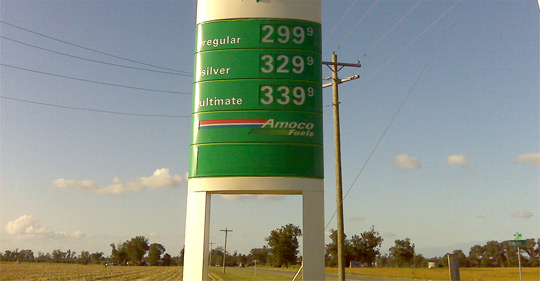 regular 299⁹
silver 329⁹
ultimate 339⁹
Amoco
Fuels